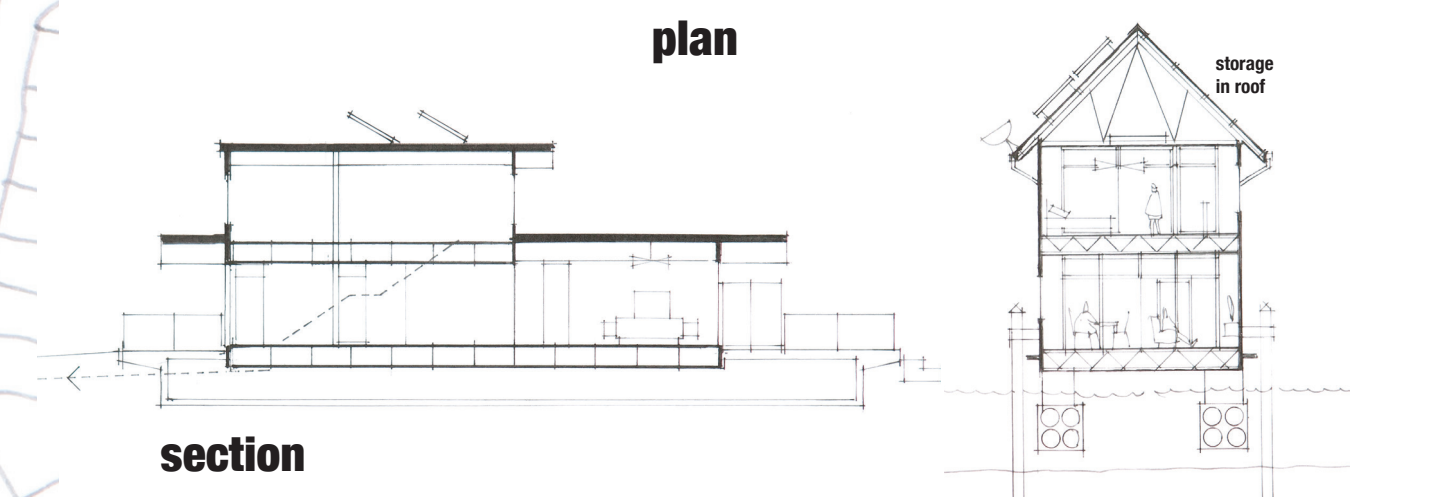 plan
storage
in roof
section